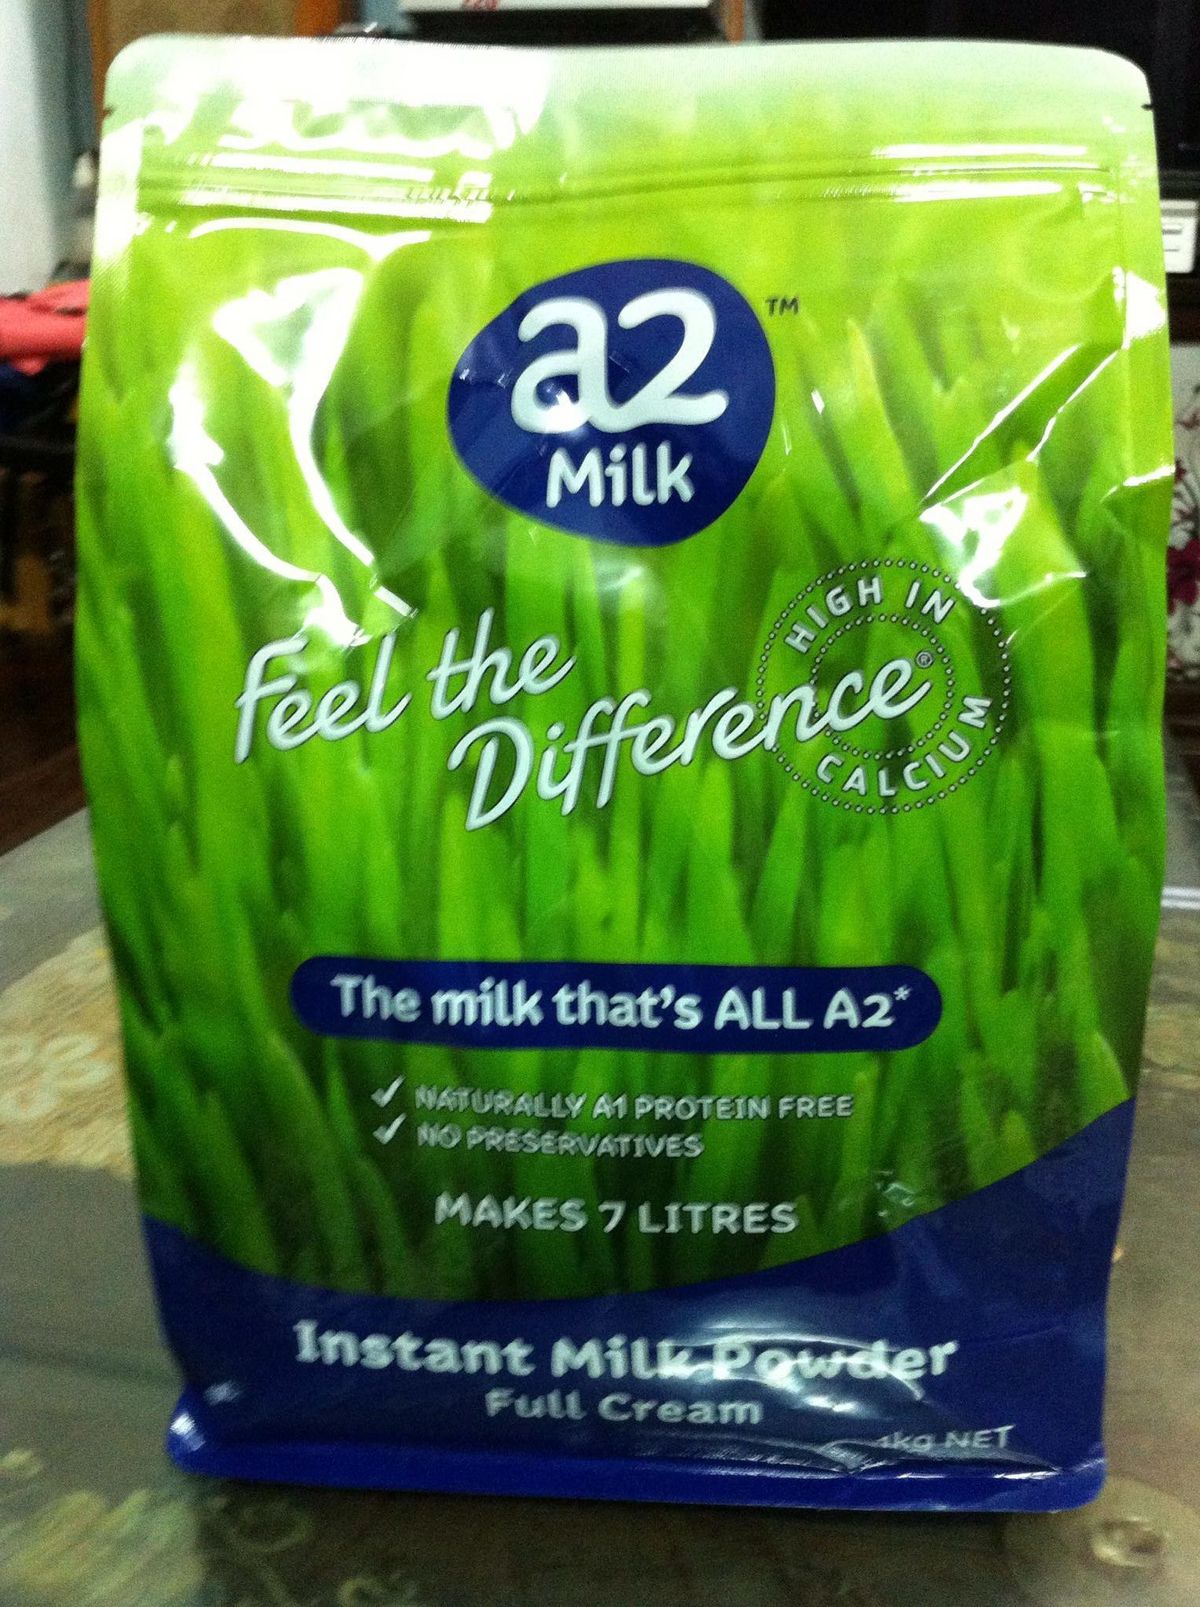 a2 TM
Milk
HIGH IN
Feel the
Difference®
CALCIUM
The milk that's ALL A2*
✓ NATURALLY A1 PROTEIN FREE
✓ NO PRESERVATIVES
MAKES 7 LITRES
Instant Milk Powder
Full Cream
1kg NET